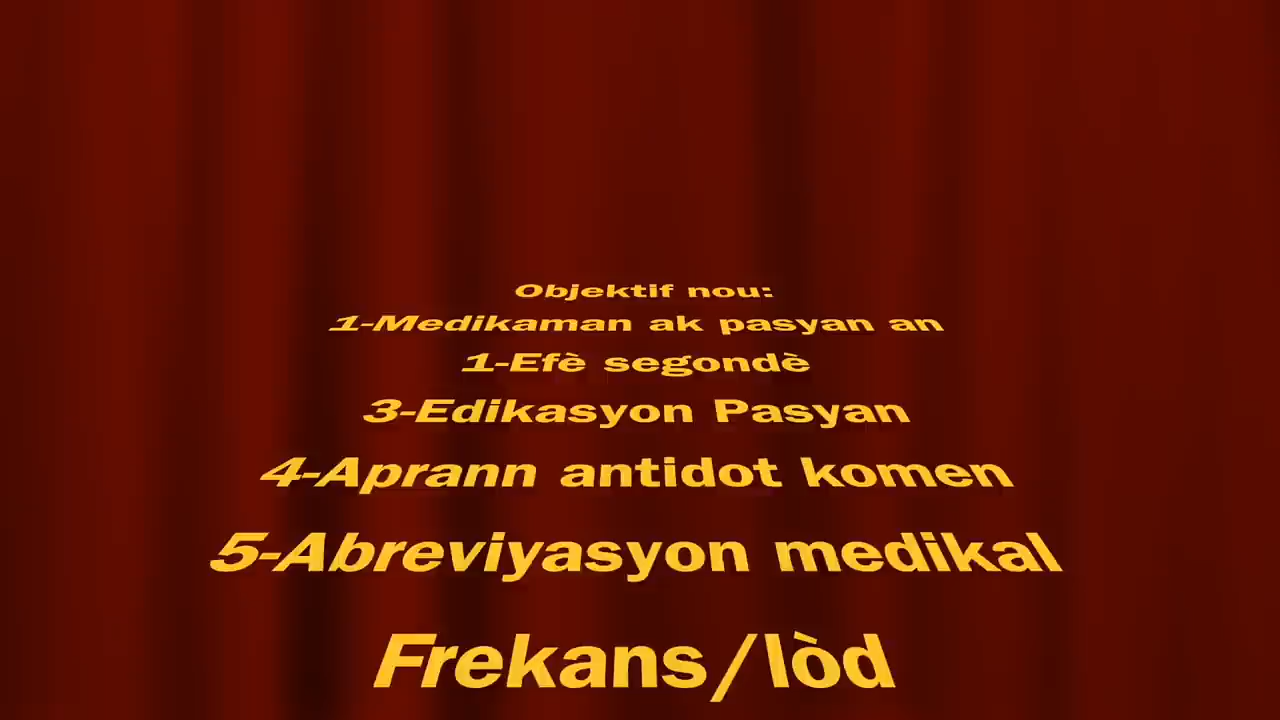 Objektif nou:
1-Medikaman ak pasyan an
1-Efè segondè
3-Edikasyon Pasyan
4-Aprann antidot komen
5-Abreviyasyon medikal
Frekans/lòd